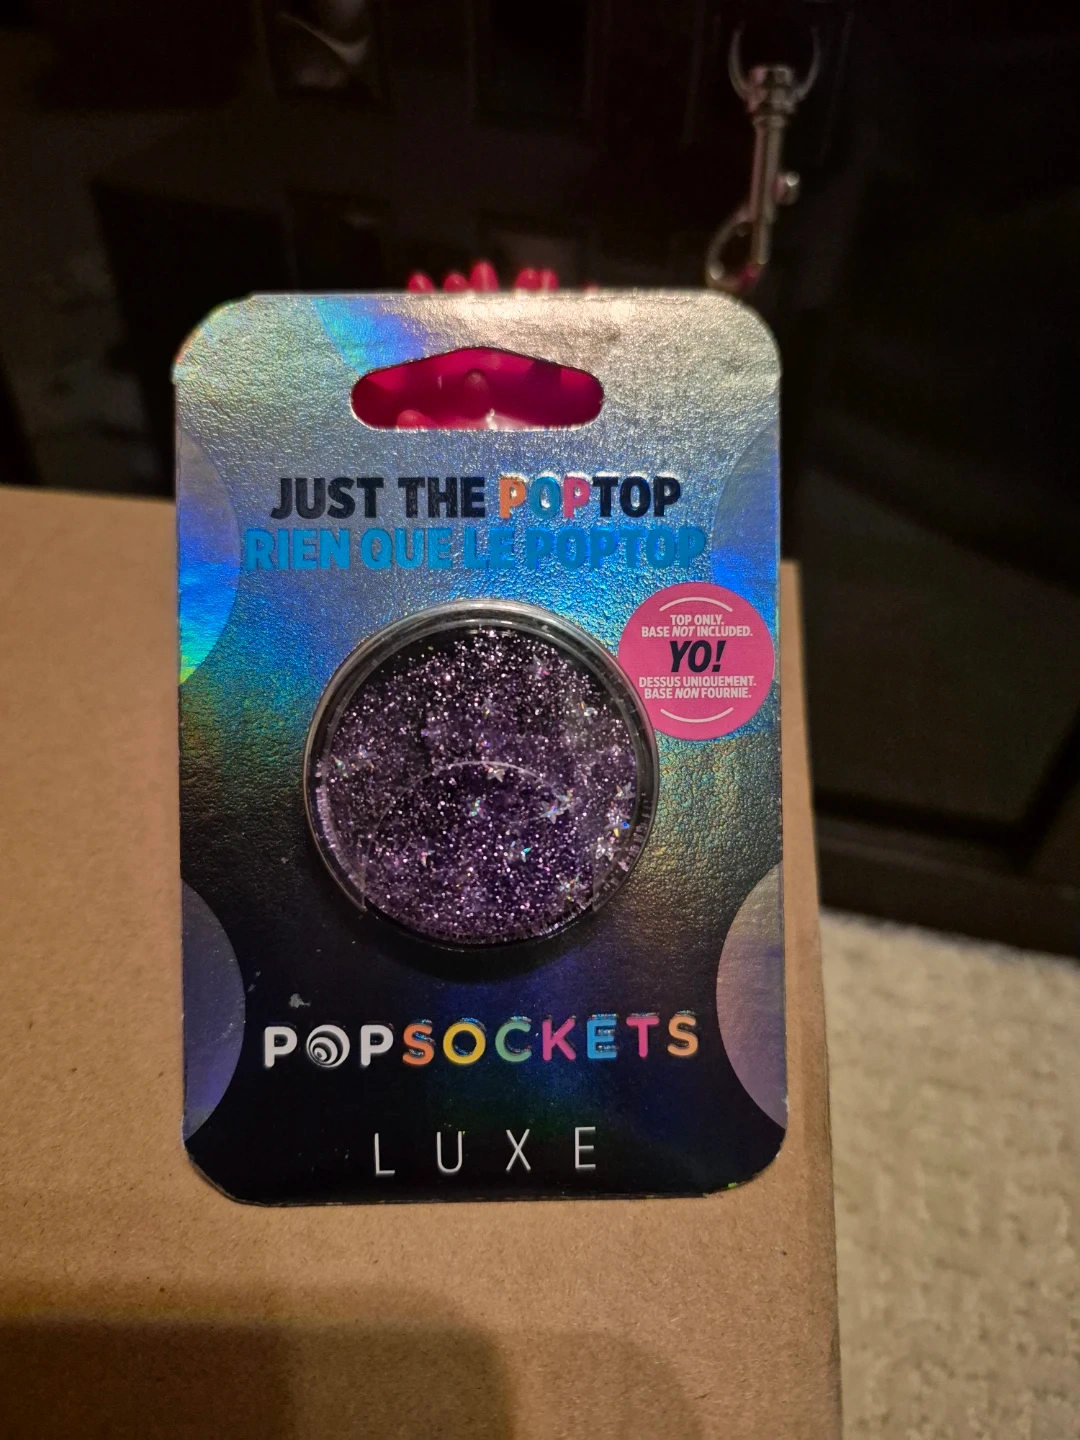 JUST THE POPTOP
RIEN QUE LE POPTOP
TOP ONLY.
BASE NOT INCLUDED.
YO!
DESSUS UNIQUEMENT.
BASE NON FOURNIE.
POPSOCKETS
LUXE